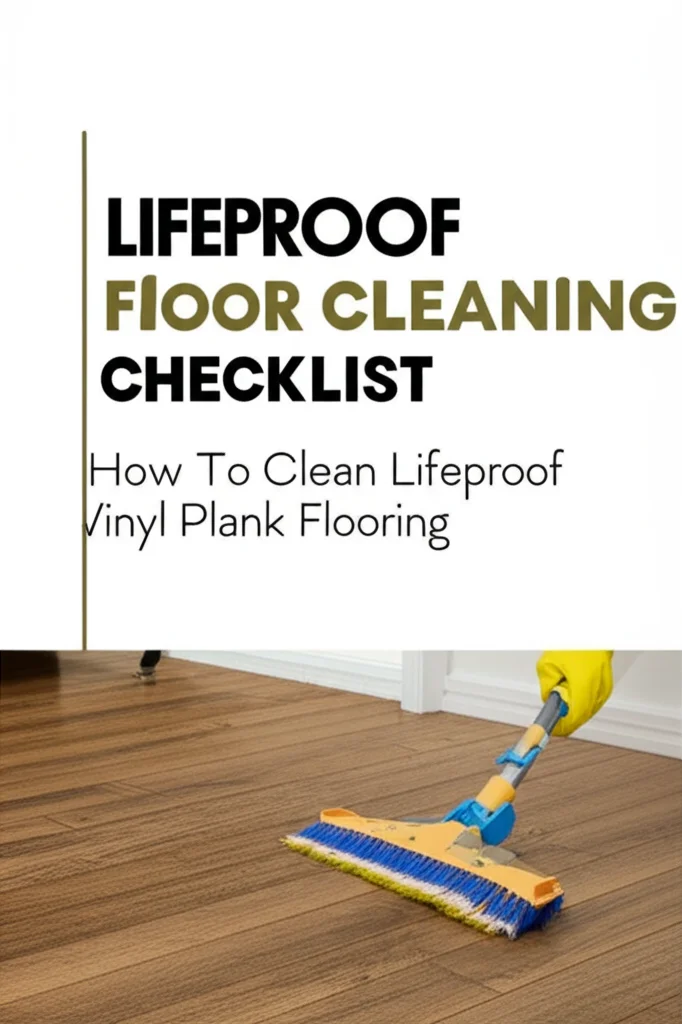 LIFEPROOF
FlOOR CLEANING
CHECKLIST
How To Clean Lifeproof
Vinyl Plank Flooring